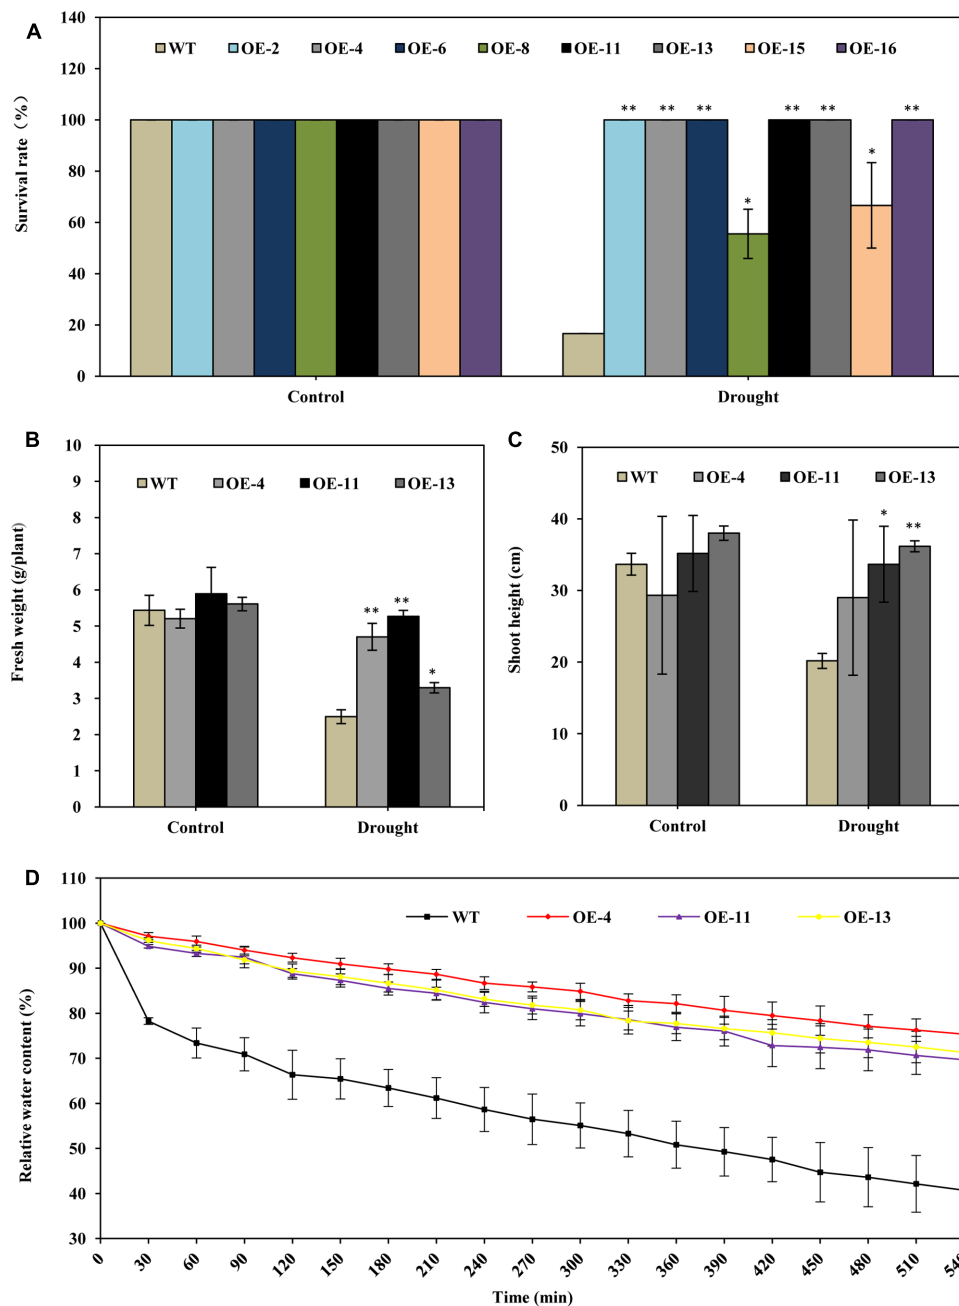 A
140
WT OE-2 OE-4 OE-6 OE-8 OE-11 OE-13 OE-15 OE-16
120
** ** ** ** ** **
100
80
*
60
*
40
20
0
Survival rate (%)
Control Drought
B
10
9
WT OE-4 OE-11 OE-13
8
7
6
** **
5
4
*
3
2
1
0
Fresh weight (g/plant)
Control Drought
C
50
WT OE-4 OE-11 OE-13
40
* **
30
20
10
0
Shoot height (cm)
Control Drought
D
110
WT OE-4 OE-11 OE-13
100
90
80
70
60
50
40
30
Relative water content (%)
0 30 60 90 120 150 180 210 240 270 300 330 360 390 420 450 480 510 540
Time (min)